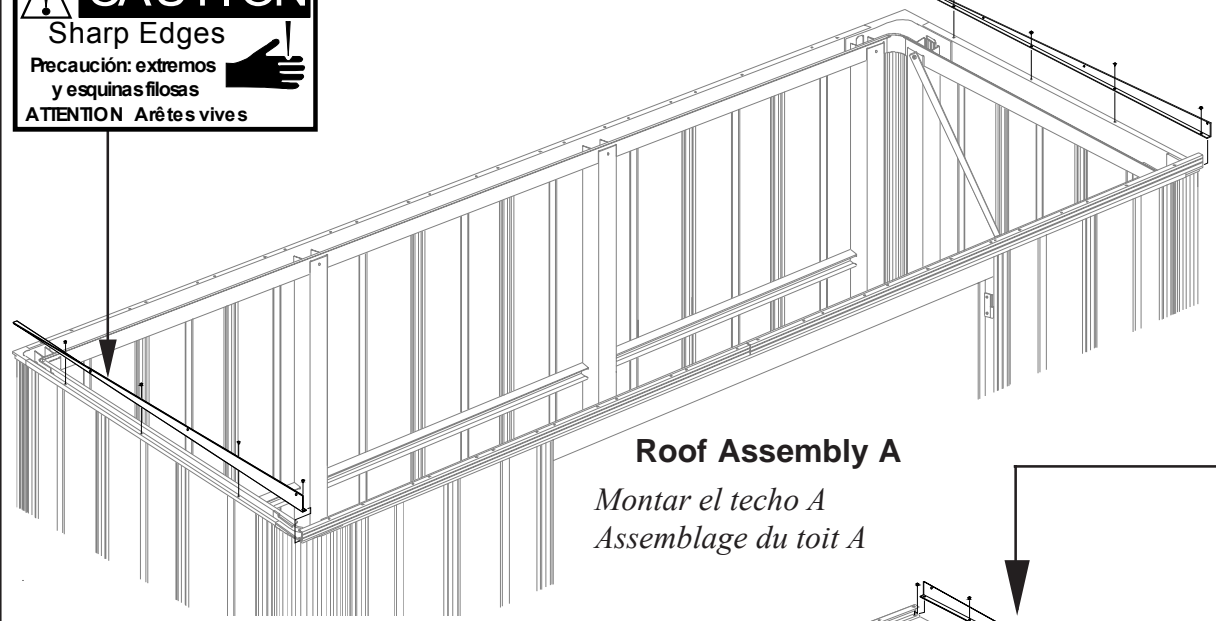 CAUTION
Sharp Edges
Precaución: extremos
y esquinas filosas
ATTENTION Arêtes vives
Roof Assembly A
Montar el techo A
Assemblage du toit A